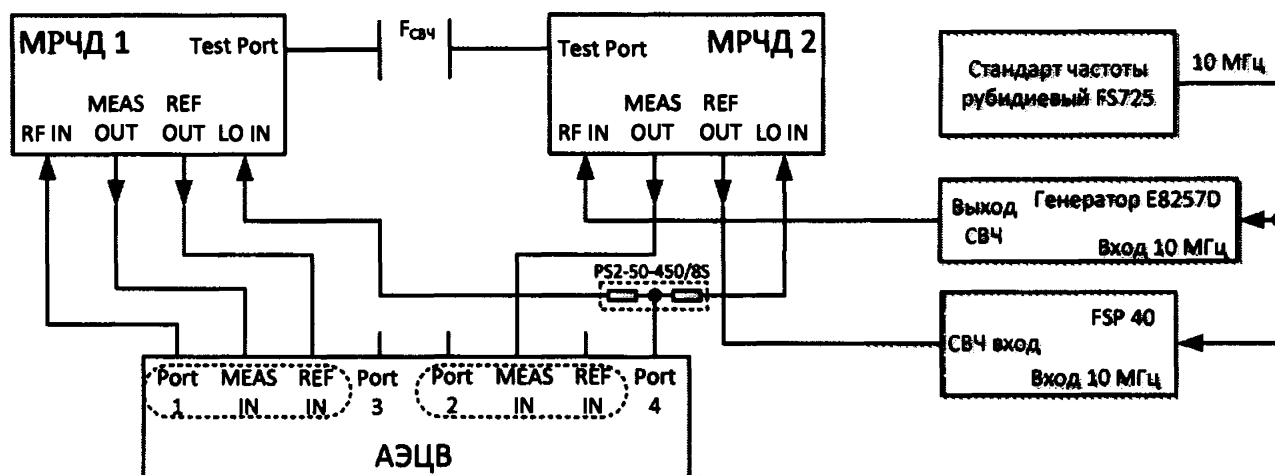 МРЧД 1
Test Port
MEAS OUT
REF OUT
RF IN
LO IN
FСВЧ
МРЧД 2
Test Port
MEAS OUT
REF OUT
RF IN
LO IN
Стандарт частоты
рубидиевый FS725
10 МГц
Генератор E8257D
Выход
СВЧ
Вход 10 МГц
PS2-50-450/8S
FSP 40
СВЧ вход
Вход 10 МГц
Port 1
MEAS IN
REF IN
Port 3
Port 2
MEAS IN
REF IN
Port 4
АЭЦВ